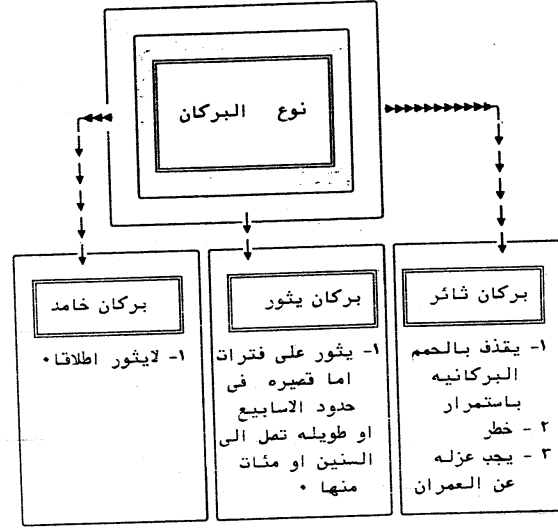 نوع البركان
بركان ثائر
١- يقذف بالحمم
البركانيه
باستمرار
٢ - خطر
٣ - يجب عزله
عن العمران
بركان يثور
١- يثور على فترات
اما قصيره فى
حدود الاسابيع
او طويله تصل الى
السنين او مئات
منها ٠
بركان خامد
١- لايثور اطلاقا٠